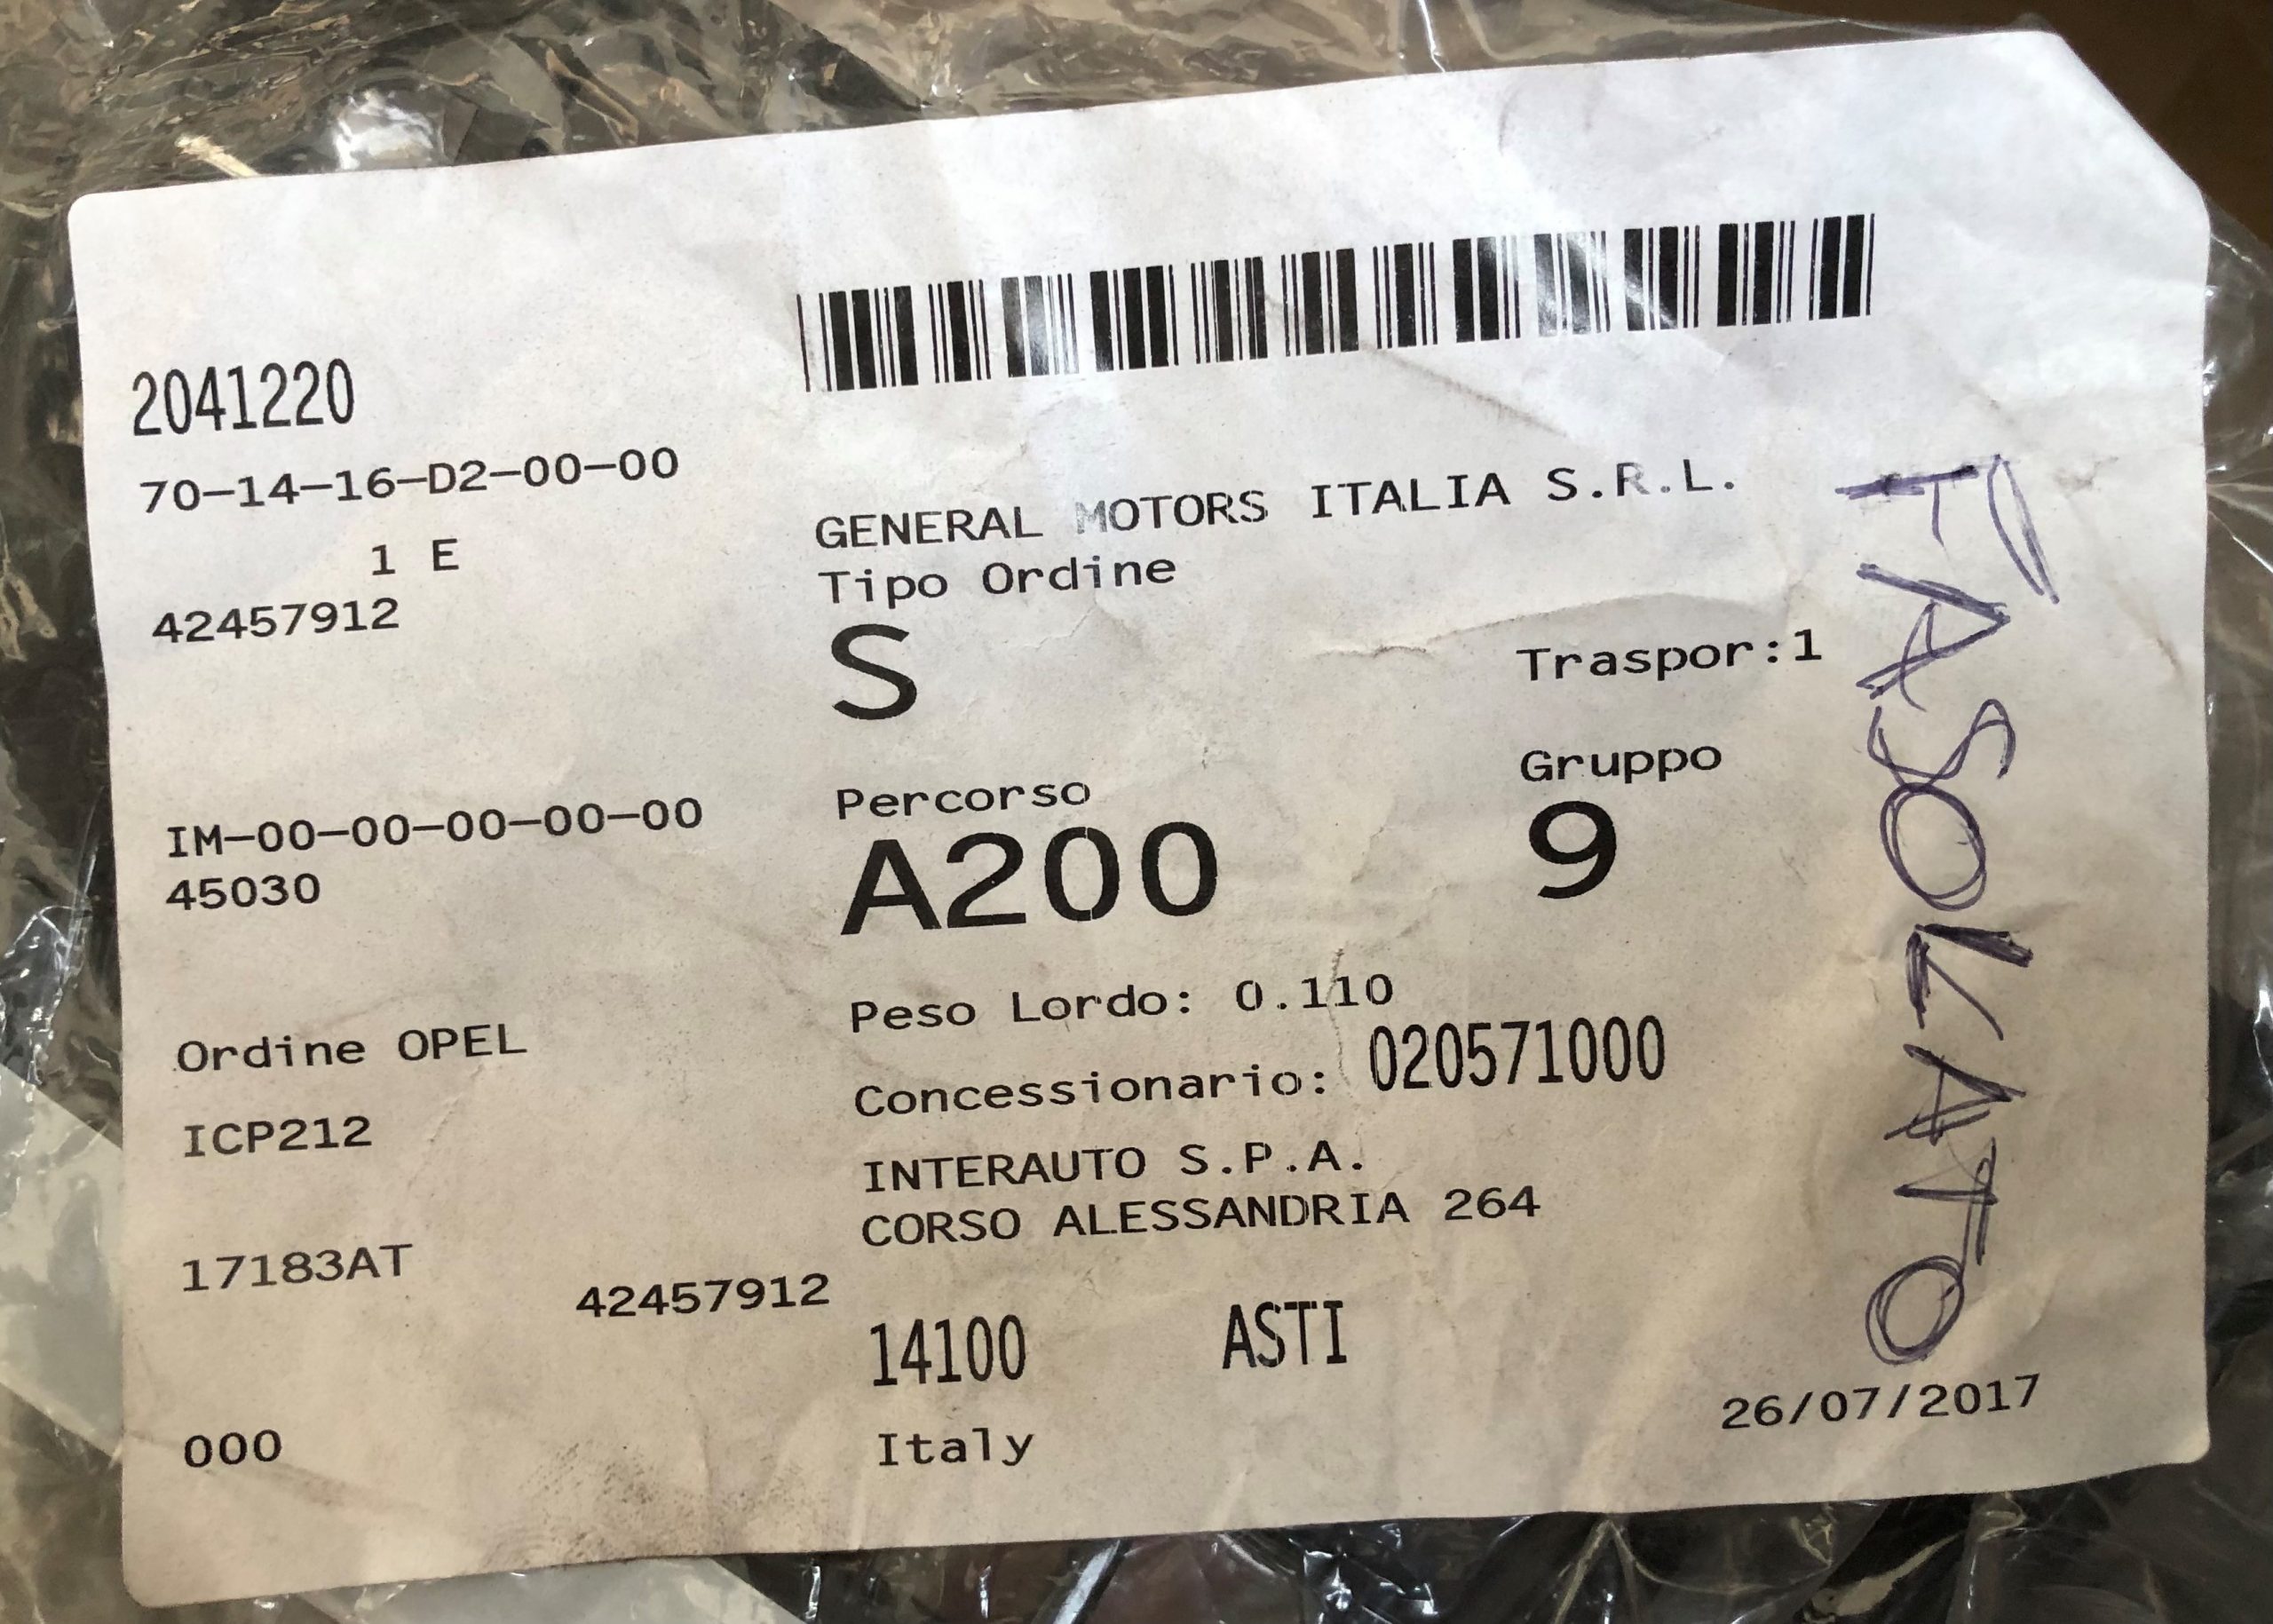 2041220
70-14-16-D2-00-00
1 E
42457912
IM-00-00-00-00-00
45030
Ordine OPEL
ICP212
17183AT
42457912
000
GENERAL MOTORS ITALIA S.R.L.
Tipo Ordine
S
Traspor:1
Percorso
Gruppo
A200
9
Peso Lordo: 0.110
Concessionario: 020571000
INTERAUTO S.P.A.
CORSO ALESSANDRIA 264
14100 ASTI
Italy
26/07/2017
FASOLATO